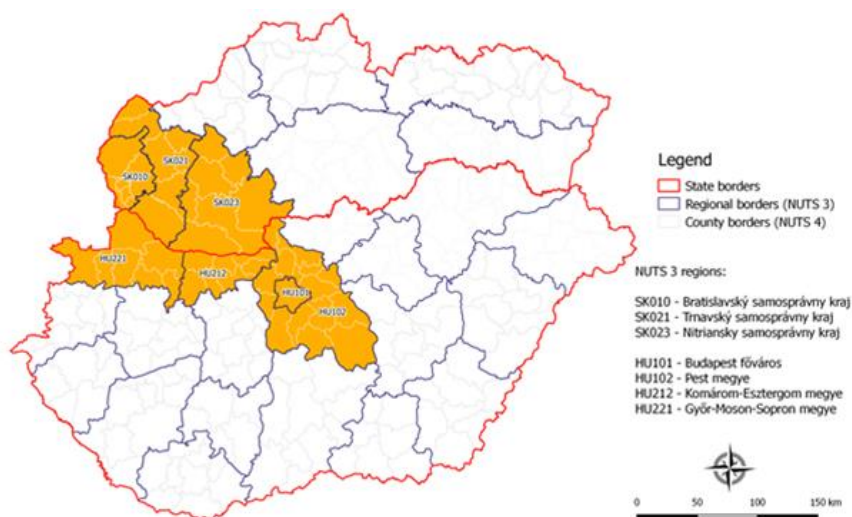 SK021
SK010
SK023
HU221
HU212
HU101
HU102
Legend
State borders
Regional borders (NUTS 3)
County borders (NUTS 4)
NUTS 3 regions:
SK010 - Bratislavský samosprávny kraj
SK021 - Trnavský samosprávny kraj
SK023 - Nitriansky samosprávny kraj
HU101 - Budapest főváros
HU102 - Pest megye
HU212 - Komárom-Esztergom megye
HU221 - Győr-Moson-Sopron megye
0 50 100 150 km